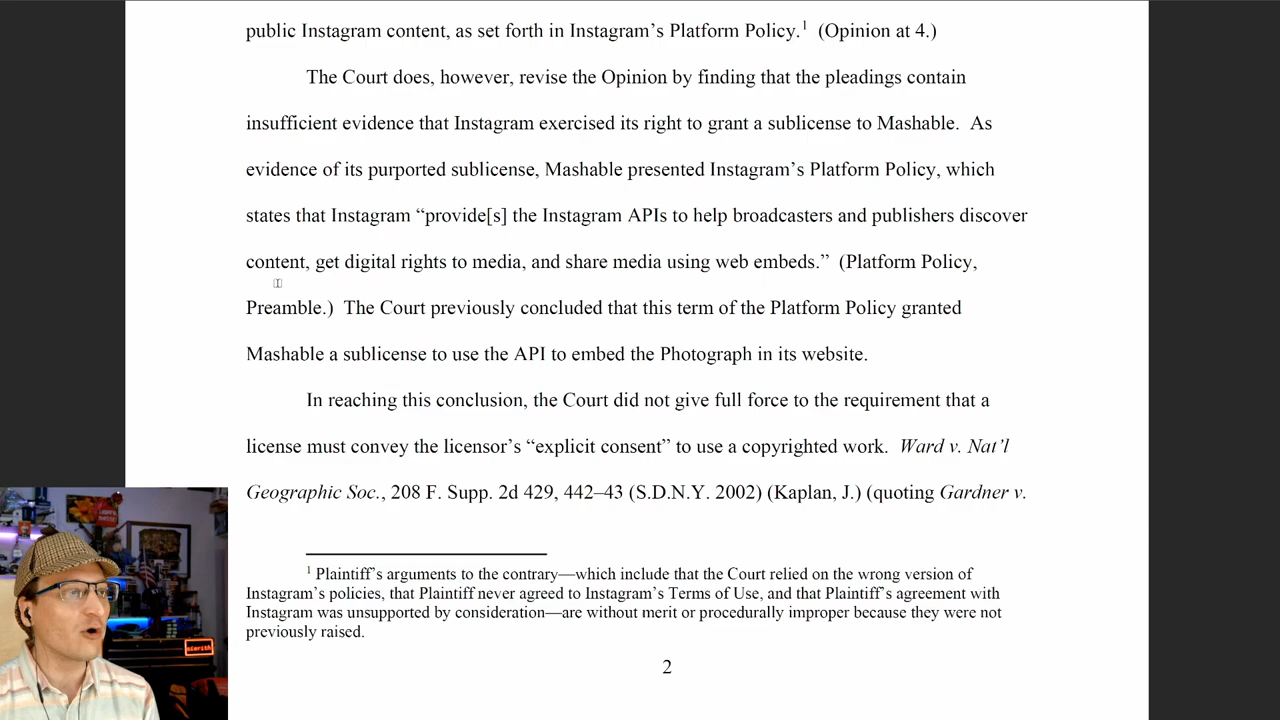 public Instagram content, as set forth in Instagram’s Platform Policy.1 (Opinion at 4.)
The Court does, however, revise the Opinion by finding that the pleadings contain
insufficient evidence that Instagram exercised its right to grant a sublicense to Mashable. As
evidence of its purported sublicense, Mashable presented Instagram’s Platform Policy, which
states that Instagram “provide[s] the Instagram APIs to help broadcasters and publishers discover
content, get digital rights to media, and share media using web embeds.” (Platform Policy,
Preamble.) The Court previously concluded that this term of the Platform Policy granted
Mashable a sublicense to use the API to embed the Photograph in its website.
In reaching this conclusion, the Court did not give full force to the requirement that a
license must convey the licensor’s “explicit consent” to use a copyrighted work. Ward v. Nat’l
Geographic Soc., 208 F. Supp. 2d 429, 442–43 (S.D.N.Y. 2002) (Kaplan, J.) (quoting Gardner v.
1 Plaintiff’s arguments to the contrary—which include that the Court relied on the wrong version of
Instagram’s policies, that Plaintiff never agreed to Instagram’s Terms of Use, and that Plaintiff’s agreement with
Instagram was unsupported by consideration—are without merit or procedurally improper because they were not
previously raised.
2